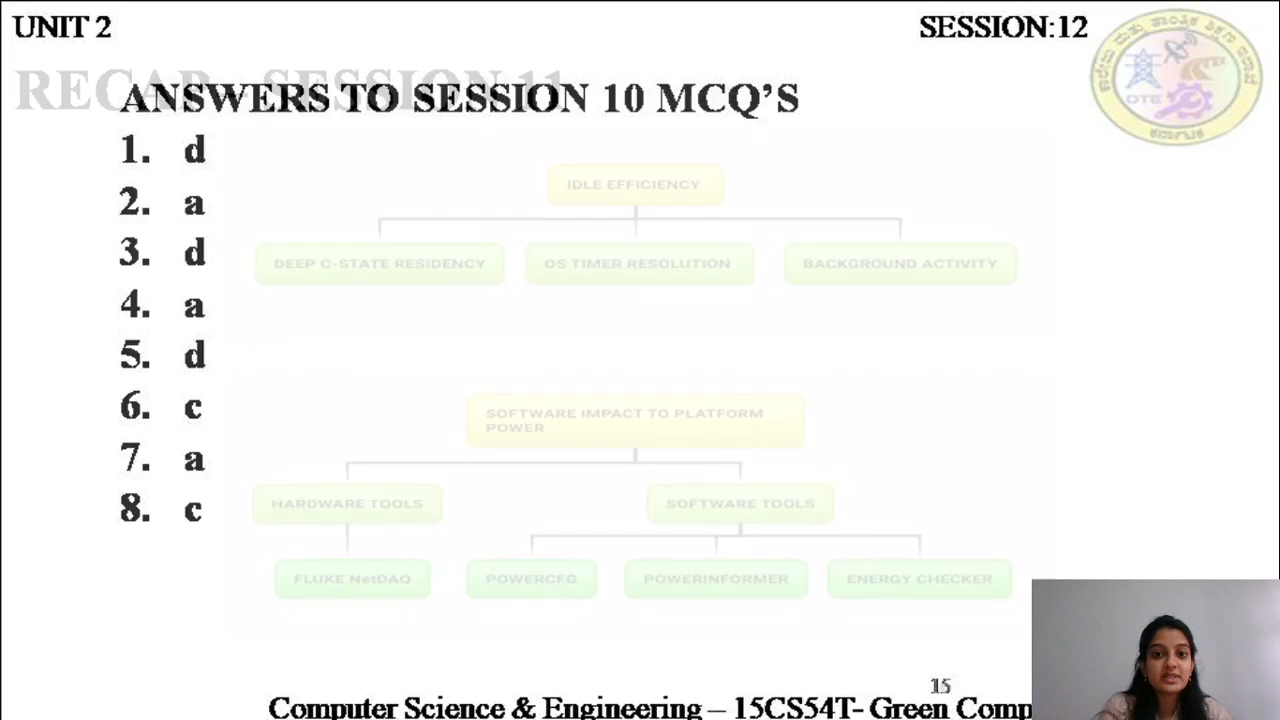 UNIT 2
SESSION:12
RECAP - SESSION 11
ANSWERS TO SESSION 10 MCQ’S
1. d
2. a
3. d
4. a
5. d
6. c
7. a
8. c
IDLE EFFICIENCY
DEEP C-STATE RESIDENCY
OS TIMER RESOLUTION
BACKGROUND ACTIVITY
SOFTWARE IMPACT TO PLATFORM
POWER
HARDWARE TOOLS
SOFTWARE TOOLS
FLUKE NetDAQ
POWERCFG
POWERINFORMER
ENERGY CHECKER
DTE
15
Computer Science & Engineering – 15CS54T- Green Comp